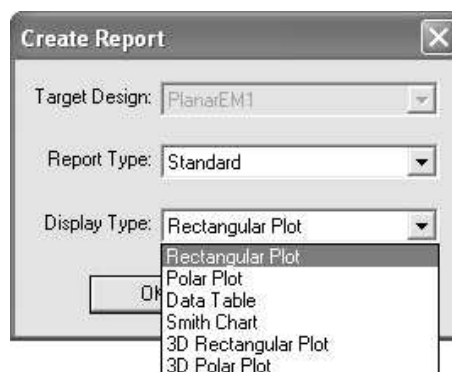 Create Report
Target Design: PlanarEM1
Report Type: Standard
Display Type: Rectangular Plot
Rectangular Plot
Polar Plot
Data Table
Smith Chart
3D Rectangular Plot
3D Polar Plot